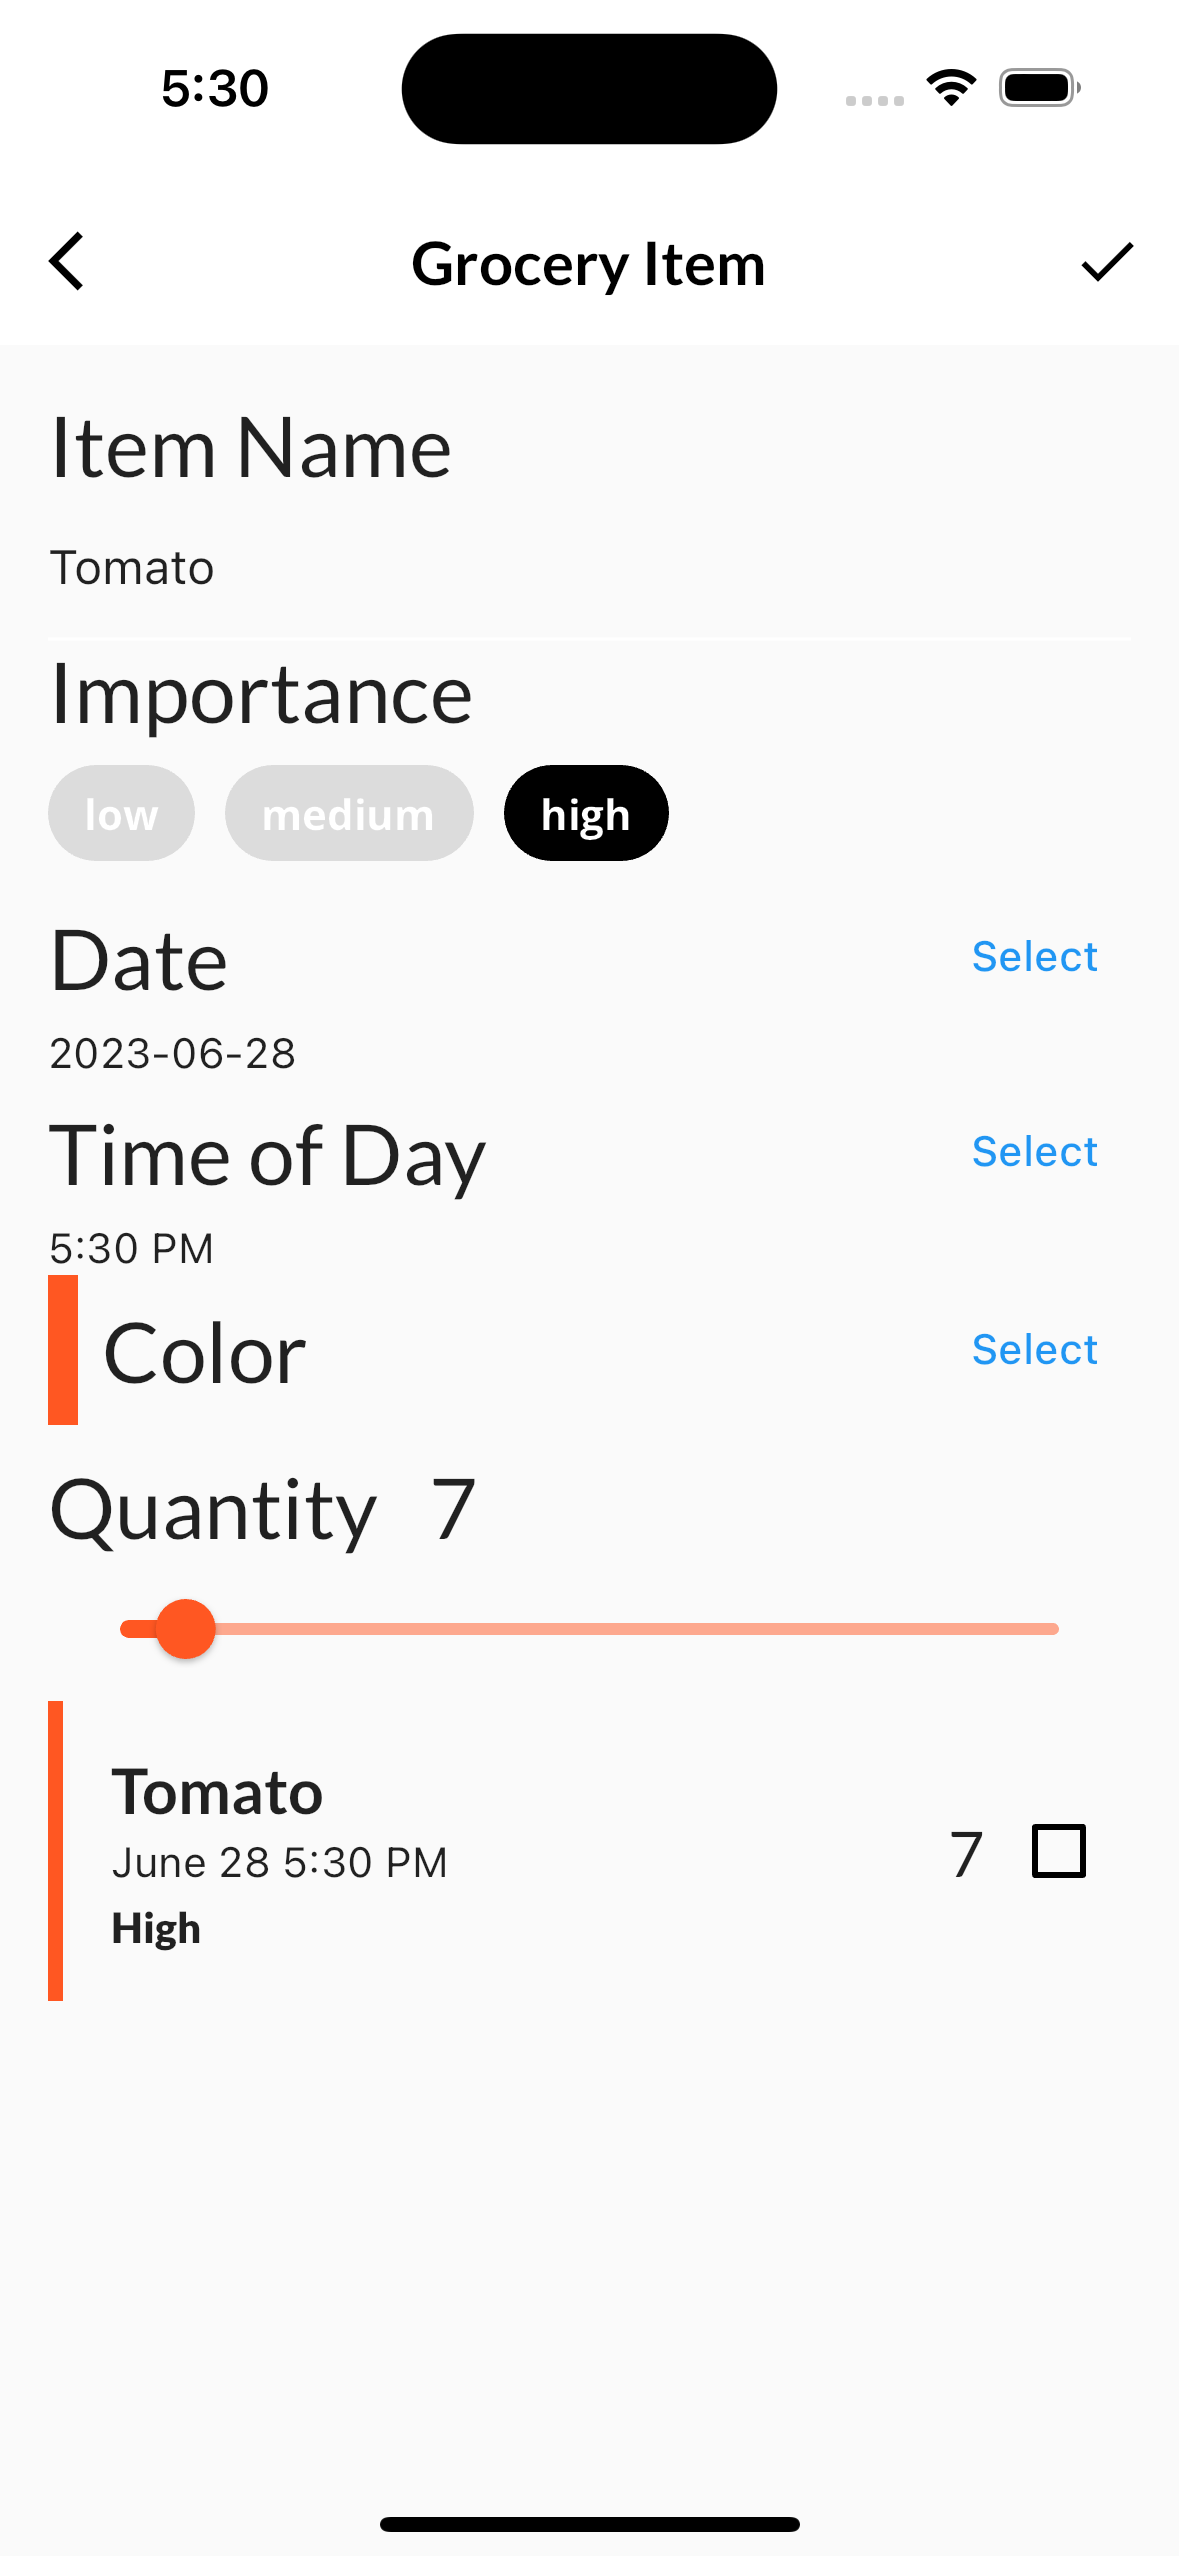 5:30
Grocery Item
Item Name
Tomato
Importance
low medium high
Date Select
2023-06-28
Time of Day Select
5:30 PM
Color Select
Quantity 7
Tomato
June 28 5:30 PM 7
High